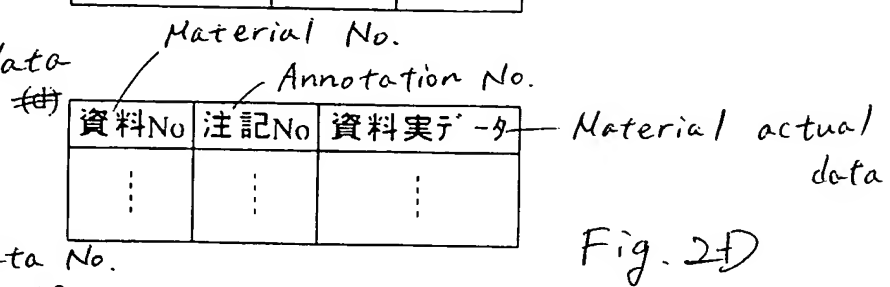 Material No.
ata
Annotation No.
(d)
資料No 注記No 資料実データ
Material actual
data
ta No.
Fig. 2D